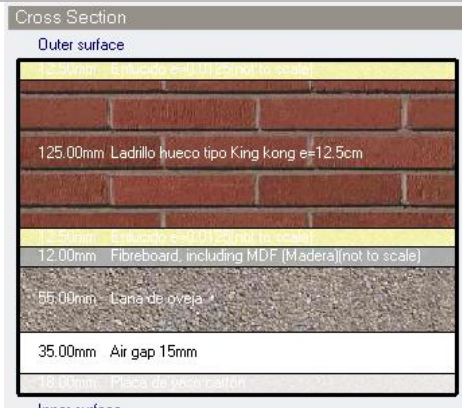 Cross Section
Outer surface
12.50mm Enlucido e=0.0125(not to scale)
125.00mm Ladrillo hueco tipo King kong e=12.5cm
12.50mm Enlucido e=0.0125(not to scale)
12.00mm Fibreboard, including MDF (Madera)(not to scale)
55.00mm Lana de oveja
35.00mm Air gap 15mm
18.00mm Placa de yeso carton
Inner surface